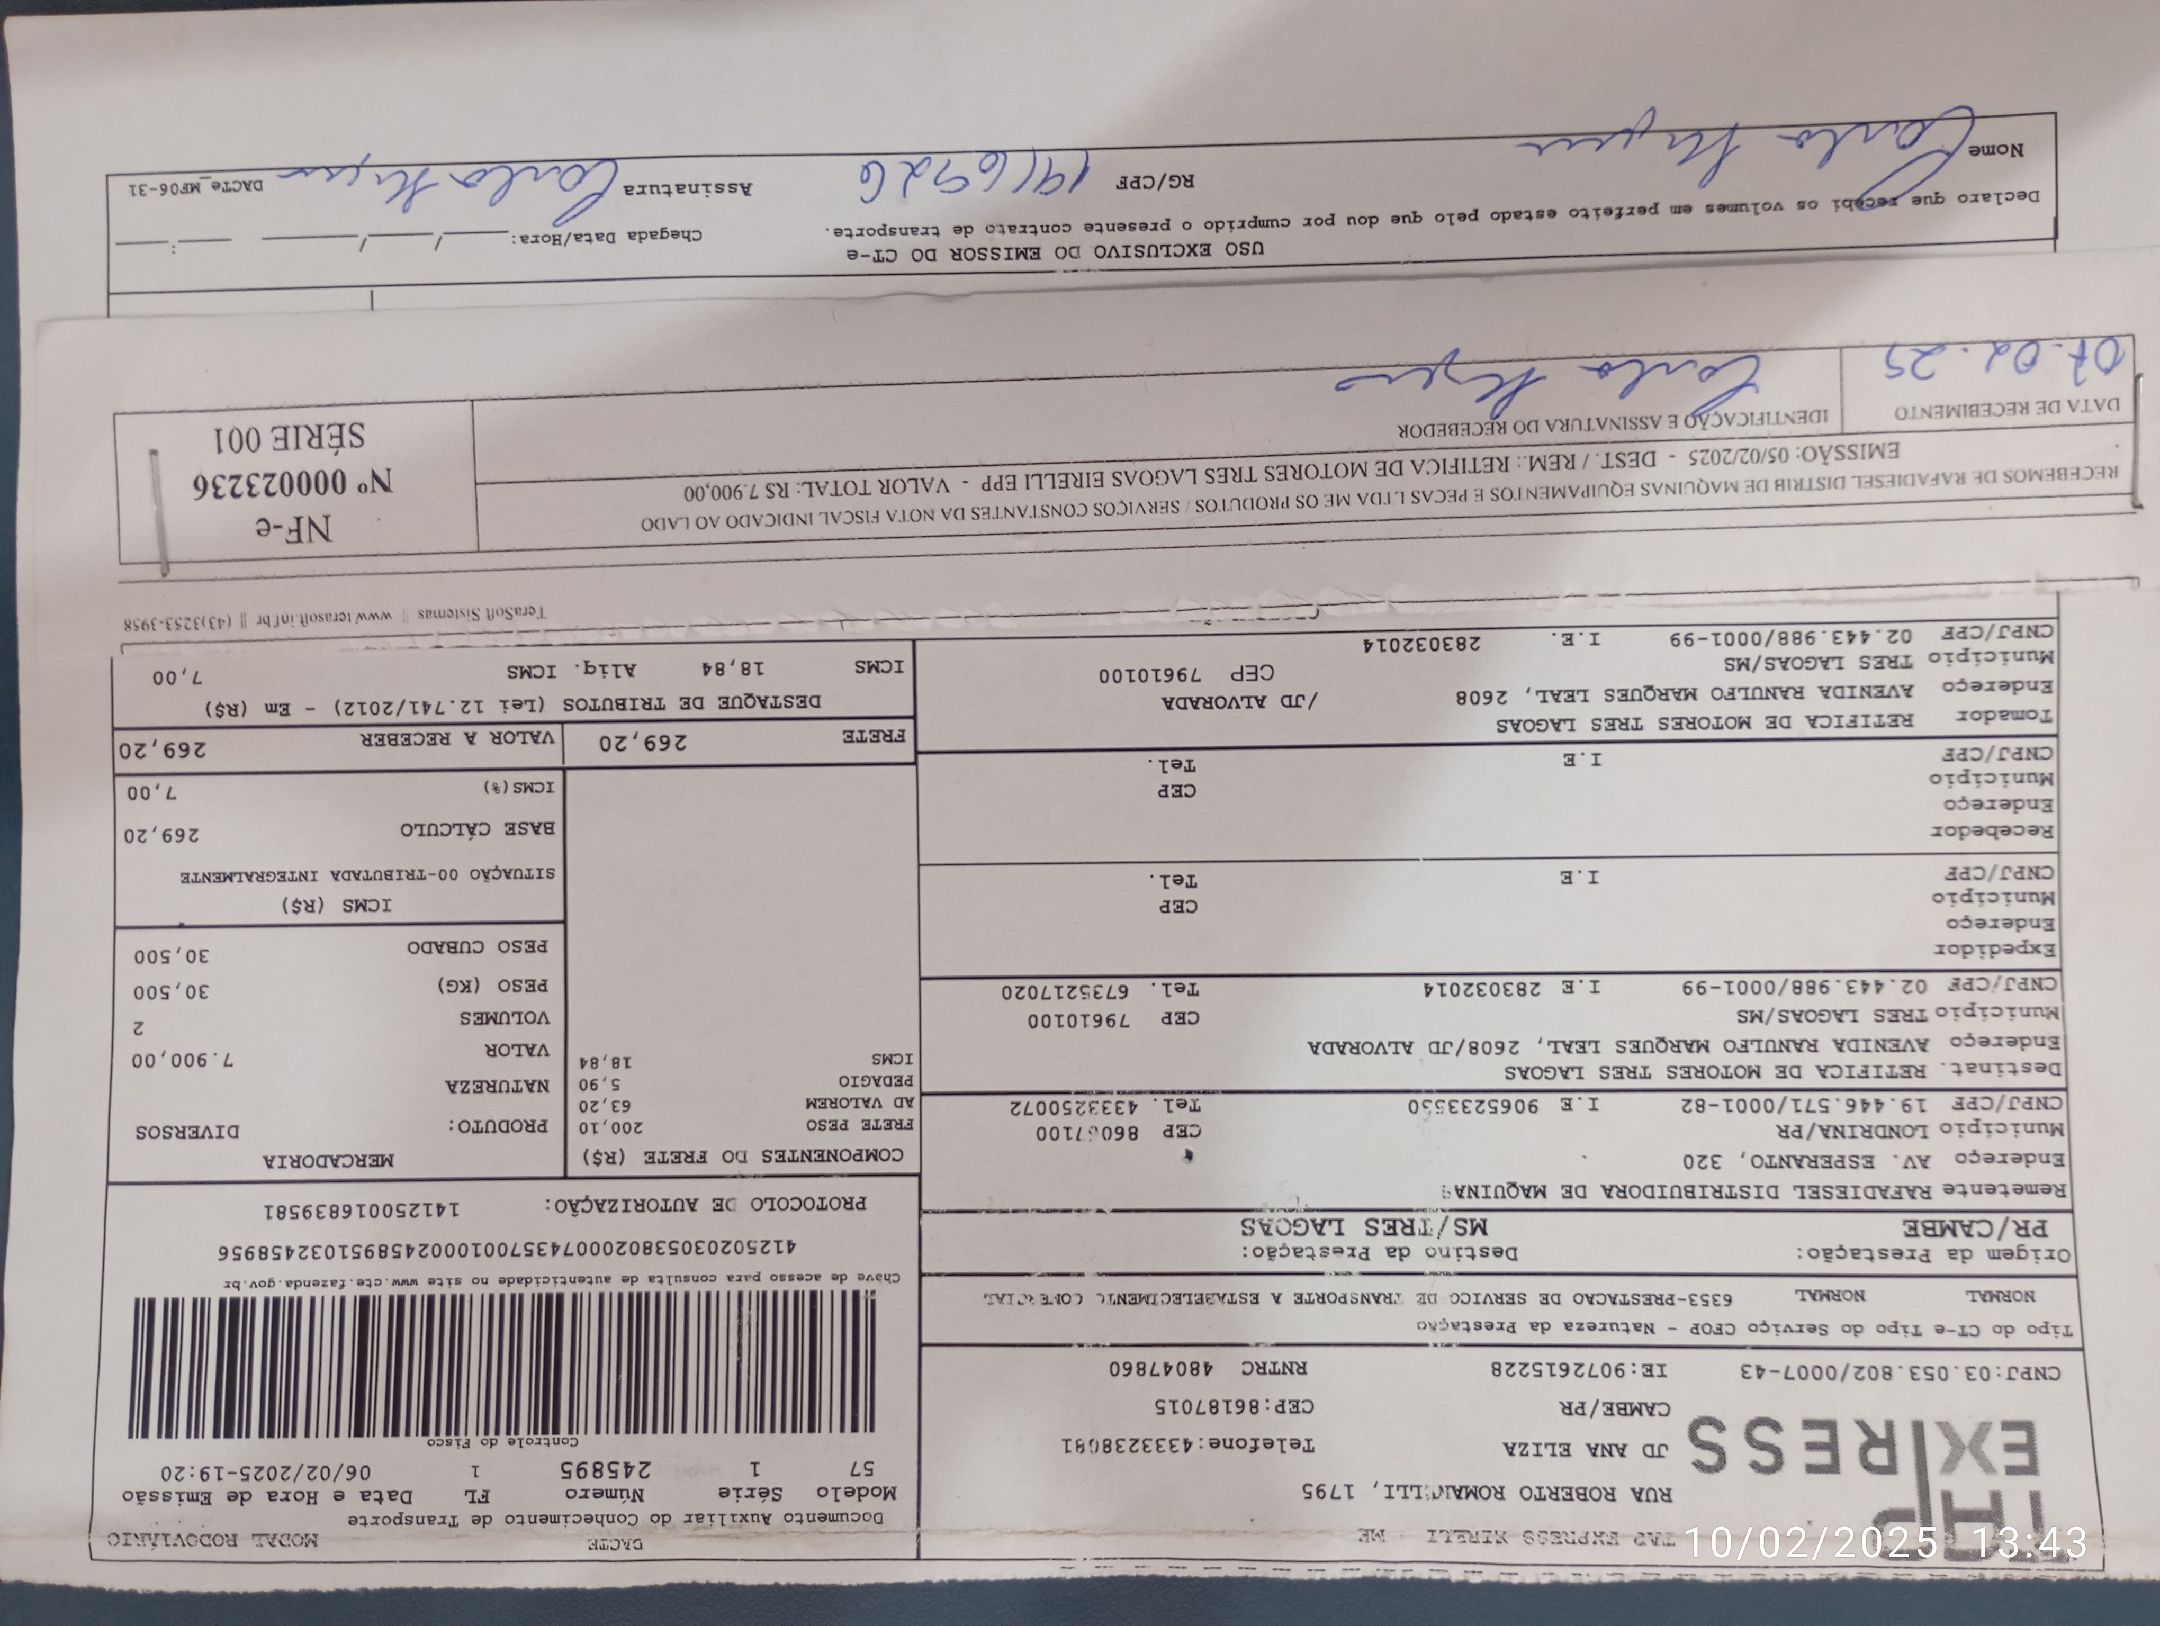 TAP EXPRESS EIRELLI ME
RUA ROBERTO ROMANELLI, 1795
JD ANA ELIZA Telefone:4333238081
CAMBE/PR CEP:86187015
CNPJ:03.053.802/0007-43 IE:9072615228 RNTRC 48047860
TAP
EXPRESS
DACTE MODAL RODOVIÁRIO
Documento Auxiliar do Conhecimento de Transporte
Modelo Série Número FL Data e Hora de Emissão
57 1 245895 1 06/02/2025-19:20
Controle do Fisco
Chave de acesso para consulta de autenticidade no site www.cte.fazenda.gov.br
41250203053802000743570010002458951032458956
PROTOCOLO DE AUTORIZAÇÃO: 141250016839581
Tipo do CT-e Tipo do Serviço CFOP - Natureza da Prestação
NORMAL NORMAL 6353-PRESTACAO DE SERVICO DE TRANSPORTE A ESTABELECIMENTO COMERCIAL
Origem da Prestação: Destino da Prestação:
PR/CAMBE MS/TRES LAGOAS
Remetente RAFADIESEL DISTRIBUIDORA DE MAQUINAS
Endereço AV. ESPERANTO, 320
Município LONDRINA/PR CEP 86067100
CNPJ/CPF 19.446.571/0001-82 I.E 9065233550 Tel. 4333250072
Destinat. RETIFICA DE MOTORES TRES LAGOAS
Endereço AVENIDA RANULFO MARQUES LEAL, 2608/JD ALVORADA
Município TRES LAGOAS/MS CEP 79610100
CNPJ/CPF 02.443.988/0001-99 I.E 283032014 Tel. 6735217020
Expedidor
Endereço
Município CEP
CNPJ/CPF I.E Tel.
Recebedor
Endereço
Município CEP
CNPJ/CPF I.E Tel.
Tomador RETIFICA DE MOTORES TRES LAGOAS
Endereço AVENIDA RANULFO MARQUES LEAL, 2608 /JD ALVORADA
Município TRES LAGOAS/MS CEP 79610100
CNPJ/CPF 02.443.988/0001-99 I.E. 283032014
COMPONENTES DO FRETE (R$)
FRETE PESO 200,10
AD VALOREM 63,20
PEDAGIO 5,90
ICMS 18,84
MERCADORIA
PRODUTO: DIVERSOS
NATUREZA
VALOR 7.900,00
VOLUMES 2
PESO (KG) 30,500
PESO CUBADO 30,500
ICMS (R$)
SITUAÇÃO 00-TRIBUTADA INTEGRALMENTE
BASE CÁLCULO 269,20
ICMS(%) 7,00
FRETE 269,20 VALOR A RECEBER 269,20
DESTAQUE DE TRIBUTOS (Lei 12.741/2012) - Em (R$)
ICMS 18,84 Aliq. ICMS 7,00
TeraSoft Sistemas || www.terasoft.inf.br || (43)3253-3958
RECEBEMOS DE RAFADIESEL DISTRIB DE MAQUINAS EQUIPAMENTOS E PECAS LTDA ME OS PRODUTOS / SERVIÇOS CONSTANTES DA NOTA FISCAL INDICADO AO LADO
EMISSÃO: 05/02/2025 - DEST. / REM.: RETIFICA DE MOTORES TRES LAGOAS EIRELLI EPP - VALOR TOTAL: R$ 7.900,00
DATA DE RECEBIMENTO IDENTIFICAÇÃO E ASSINATURA DO RECEBEDOR
07.02.25
NF-e
Nº 000023236
SÉRIE 001
USO EXCLUSIVO DO EMISSOR DO CT-e
Declaro que recebi os volumes em perfeito estado pelo que dou por cumprido o presente contrato de transporte.
Chegada Data/Hora: ____/____/____ ____:____
Nome RG/CPF 19169726 Assinatura DACTe_MF06-31
10/02/2025 13:43